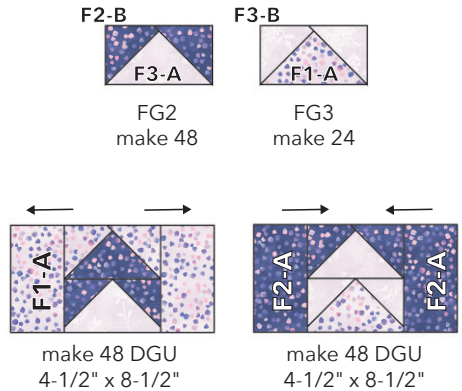 F2-B
F3-A
FG2
make 48
F3-B
F1-A
FG3
make 24
F1-A
make 48 DGU
4-1/2" x 8-1/2"
F2-A
F2-A
make 48 DGU
4-1/2" x 8-1/2"